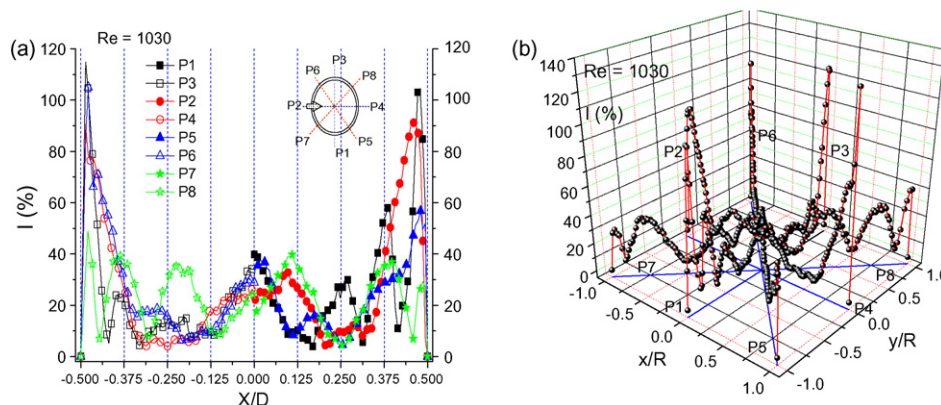 (a)
Re = 1030
I (%)
120
100
80
60
40
20
0
P1
P3
P2
P4
P5
P6
P7
P8
P3
P6
P8
P2
P4
P7
P5
P1
120
100
80
60
40
20
0
-0.500 -0.375 -0.250 -0.125 0.000 0.125 0.250 0.375 0.500
X/D
(b)
Re = 1030
I (%)
140
120
100
80
60
40
20
0
P2
P6
P3
P7
P1
P8
P4
P5
-1.0
-0.5
0.0
0.5
1.0
x/R
1.0
0.5
0.0
-0.5
-1.0
y/R